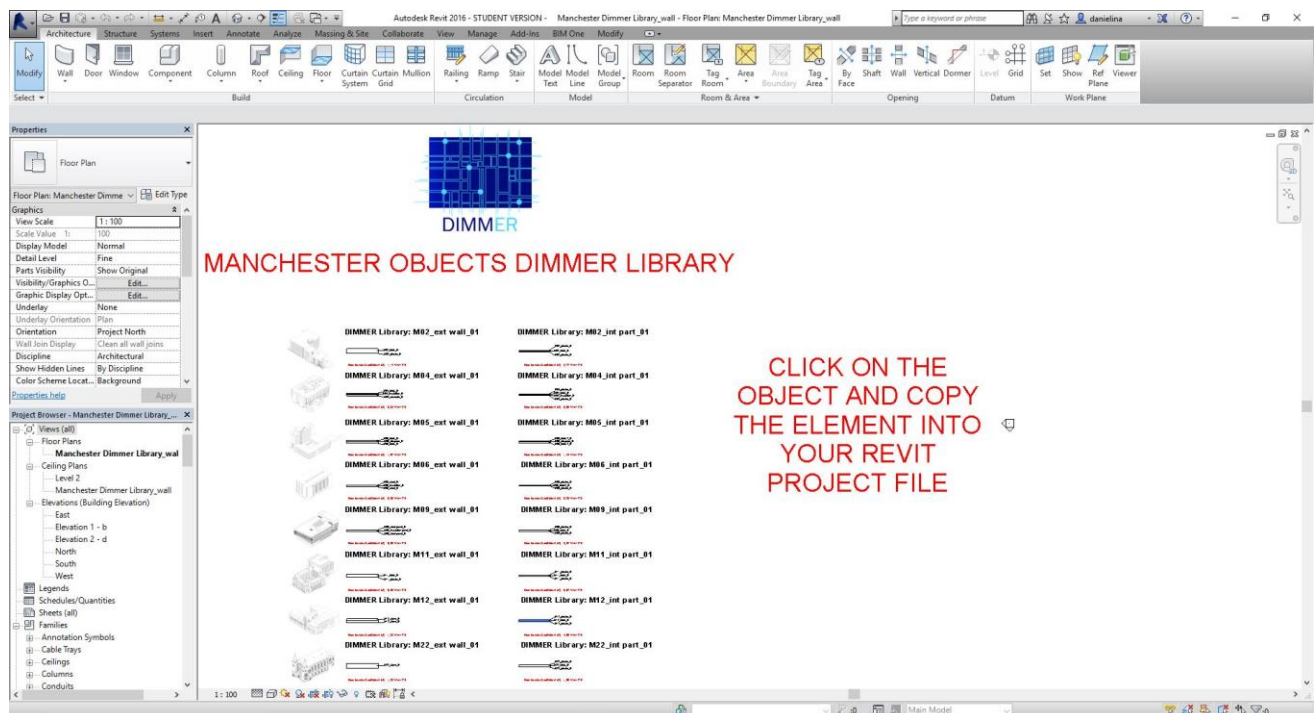 Autodesk Revit 2016 - STUDENT VERSION - Manchester Dimmer Library_wall - Floor Plan: Manchester Dimmer Library_wall
Type a keyword or phrase
danielina
Architecture Structure Systems Insert Annotate Analyze Massing & Site Collaborate View Manage Add-Ins BIM One Modify
Modify Wall Door Window Component Column Roof Ceiling Floor Curtain System Curtain Grid Mullion Railing Ramp Stair Model Text Model Line Model Group Room Room Separator Tag Room Area Area Boundary Tag Area By Face Shaft Wall Vertical Dormer Level Grid Set Show Ref Plane Viewer
Select Build Circulation Model Room & Area Opening Datum Work Plane
Properties
Floor Plan
Floor Plan: Manchester Dimme Edit Type
Graphics
View Scale 1 : 100
Scale Value 1: 100
Display Model Normal
Detail Level Fine
Parts Visibility Show Original
Visibility/Graphics O... Edit...
Graphic Display Opt... Edit...
Underlay None
Underlay Orientation Plan
Orientation Project North
Wall Join Display Clean all wall joins
Discipline Architectural
Show Hidden Lines By Discipline
Color Scheme Locat... Background
Properties help Apply
Project Browser - Manchester Dimmer Library_...
Views (all)
Floor Plans
Manchester Dimmer Library_wal
Ceiling Plans
Level 2
Manchester Dimmer Library_wall
Elevations (Building Elevation)
East
Elevation 1 - b
Elevation 2 - d
North
South
West
Legends
Schedules/Quantities
Sheets (all)
Families
Annotation Symbols
Cable Trays
Ceilings
Columns
Conduits
DIMMER
MANCHESTER OBJECTS DIMMER LIBRARY
DIMMER Library: M02_ext wall_01 DIMMER Library: M02_int part_01
DIMMER Library: M04_ext wall_01 DIMMER Library: M04_int part_01
DIMMER Library: M05_ext wall_01 DIMMER Library: M05_int part_01
DIMMER Library: M06_ext wall_01 DIMMER Library: M06_int part_01
DIMMER Library: M09_ext wall_01 DIMMER Library: M09_int part_01
DIMMER Library: M11_ext wall_01 DIMMER Library: M11_int part_01
DIMMER Library: M12_ext wall_01 DIMMER Library: M12_int part_01
DIMMER Library: M22_ext wall_01 DIMMER Library: M22_int part_01
CLICK ON THE
OBJECT AND COPY
THE ELEMENT INTO
YOUR REVIT
PROJECT FILE
1 : 100
:0 Main Model